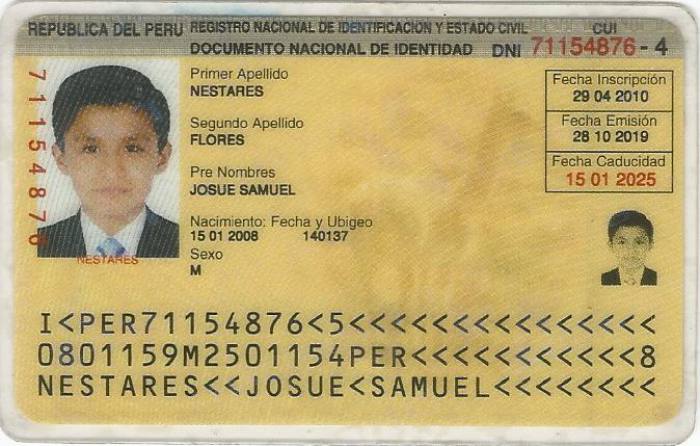 REPUBLICA DEL PERU REGISTRO NACIONAL DE IDENTIFICACION Y ESTADO CIVIL CUI
DOCUMENTO NACIONAL DE IDENTIDAD DNI 71154876 - 4
Primer Apellido
NESTARES
Segundo Apellido
FLORES
Pre Nombres
JOSUE SAMUEL
Nacimiento: Fecha y Ubigeo
15 01 2008 140137
Sexo
M
Fecha Inscripción
29 04 2010
Fecha Emisión
28 10 2019
Fecha Caducidad
15 01 2025
71154876
NESTARES
I<PER71154876<5<<<<<<<<<<<<<<<
0801159M2501154PER<<<<<<<<<<<8
NESTARES<<JOSUE<SAMUEL<<<<<<<<